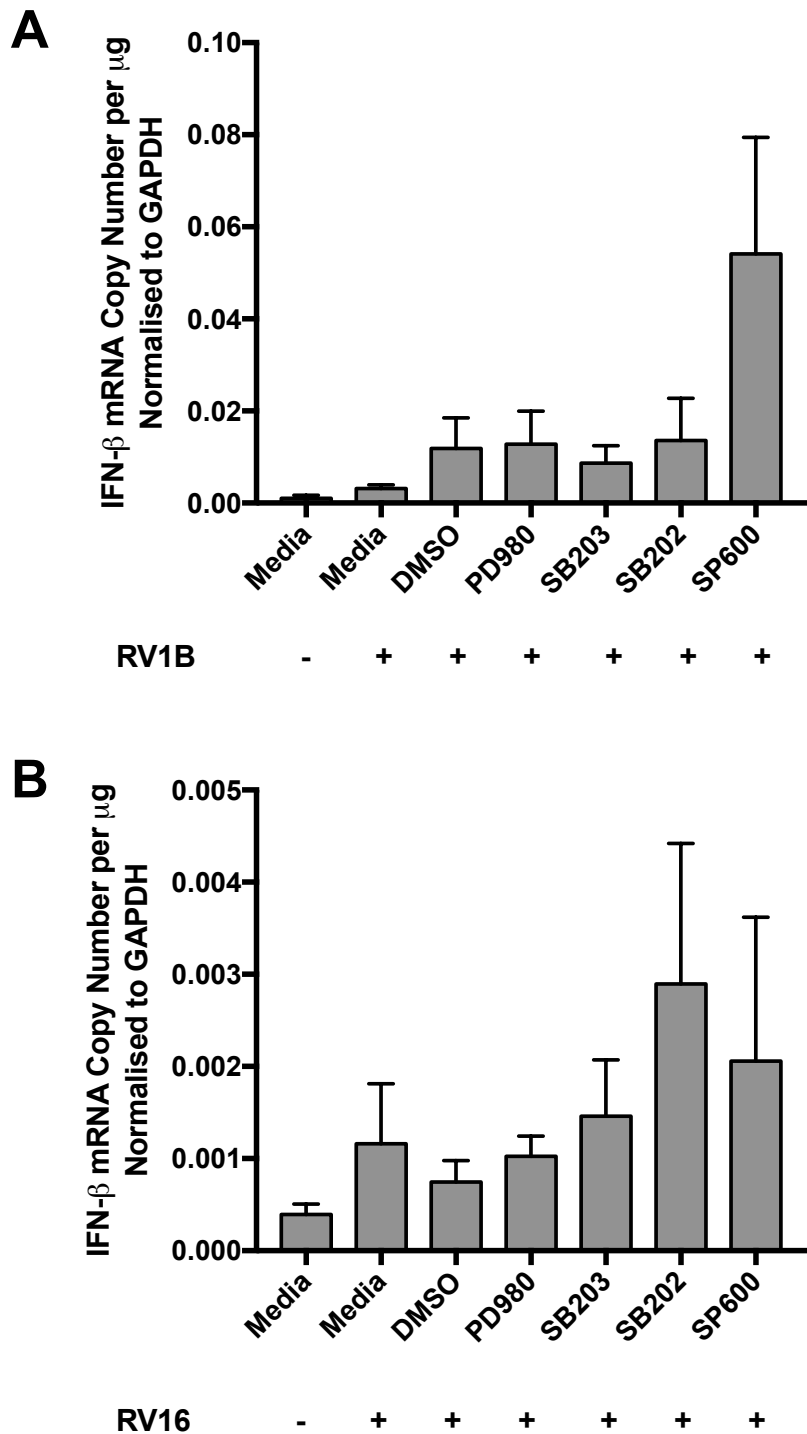 A
IFN-β mRNA Copy Number per μg
Normalised to GAPDH
0.10
0.08
0.06
0.04
0.02
0.00
Media Media DMSO PD980 SB203 SB202 SP600
RV1B - + + + + + +
B
IFN-β mRNA Copy Number per μg
Normalised to GAPDH
0.005
0.004
0.003
0.002
0.001
0.000
Media Media DMSO PD980 SB203 SB202 SP600
RV16 - + + + + + +